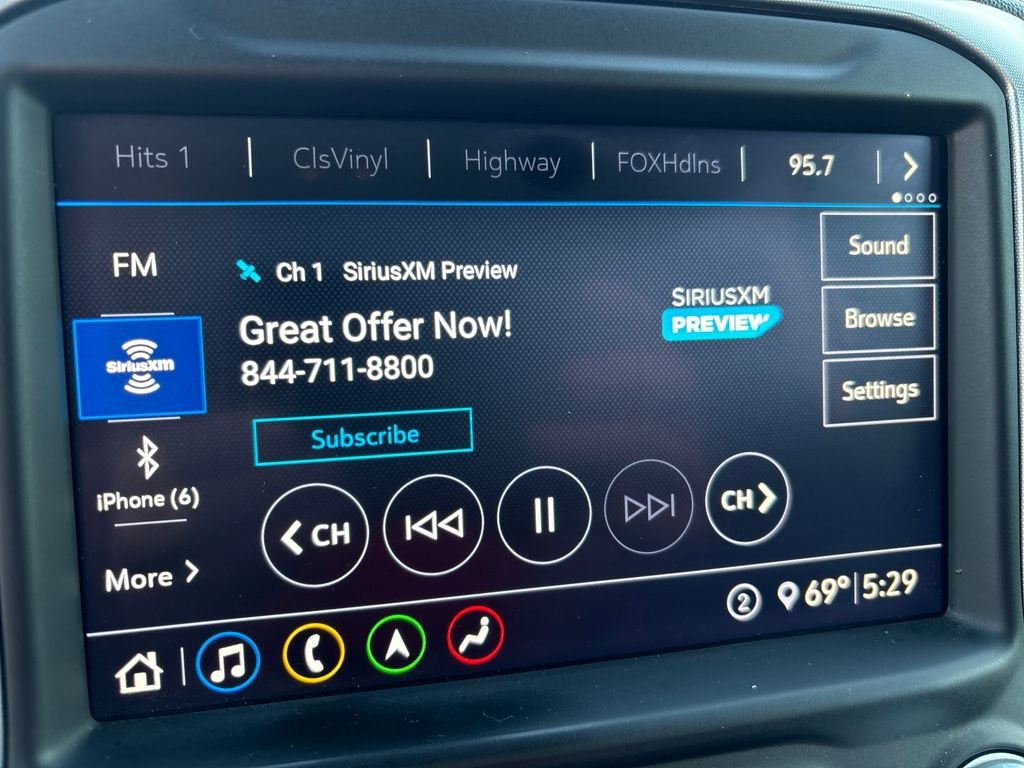 Hits 1 | ClsVinyl | Highway | FOXHdlns | 95.7 | >
FM
Ch 1 SiriusXM Preview
Great Offer Now!
844-711-8800
SIRIUSXM
PREVIEW
Sound
Browse
Settings
SiriusXM
Subscribe
iPhone (6)
< CH
CH >
More >
2
69° | 5:29